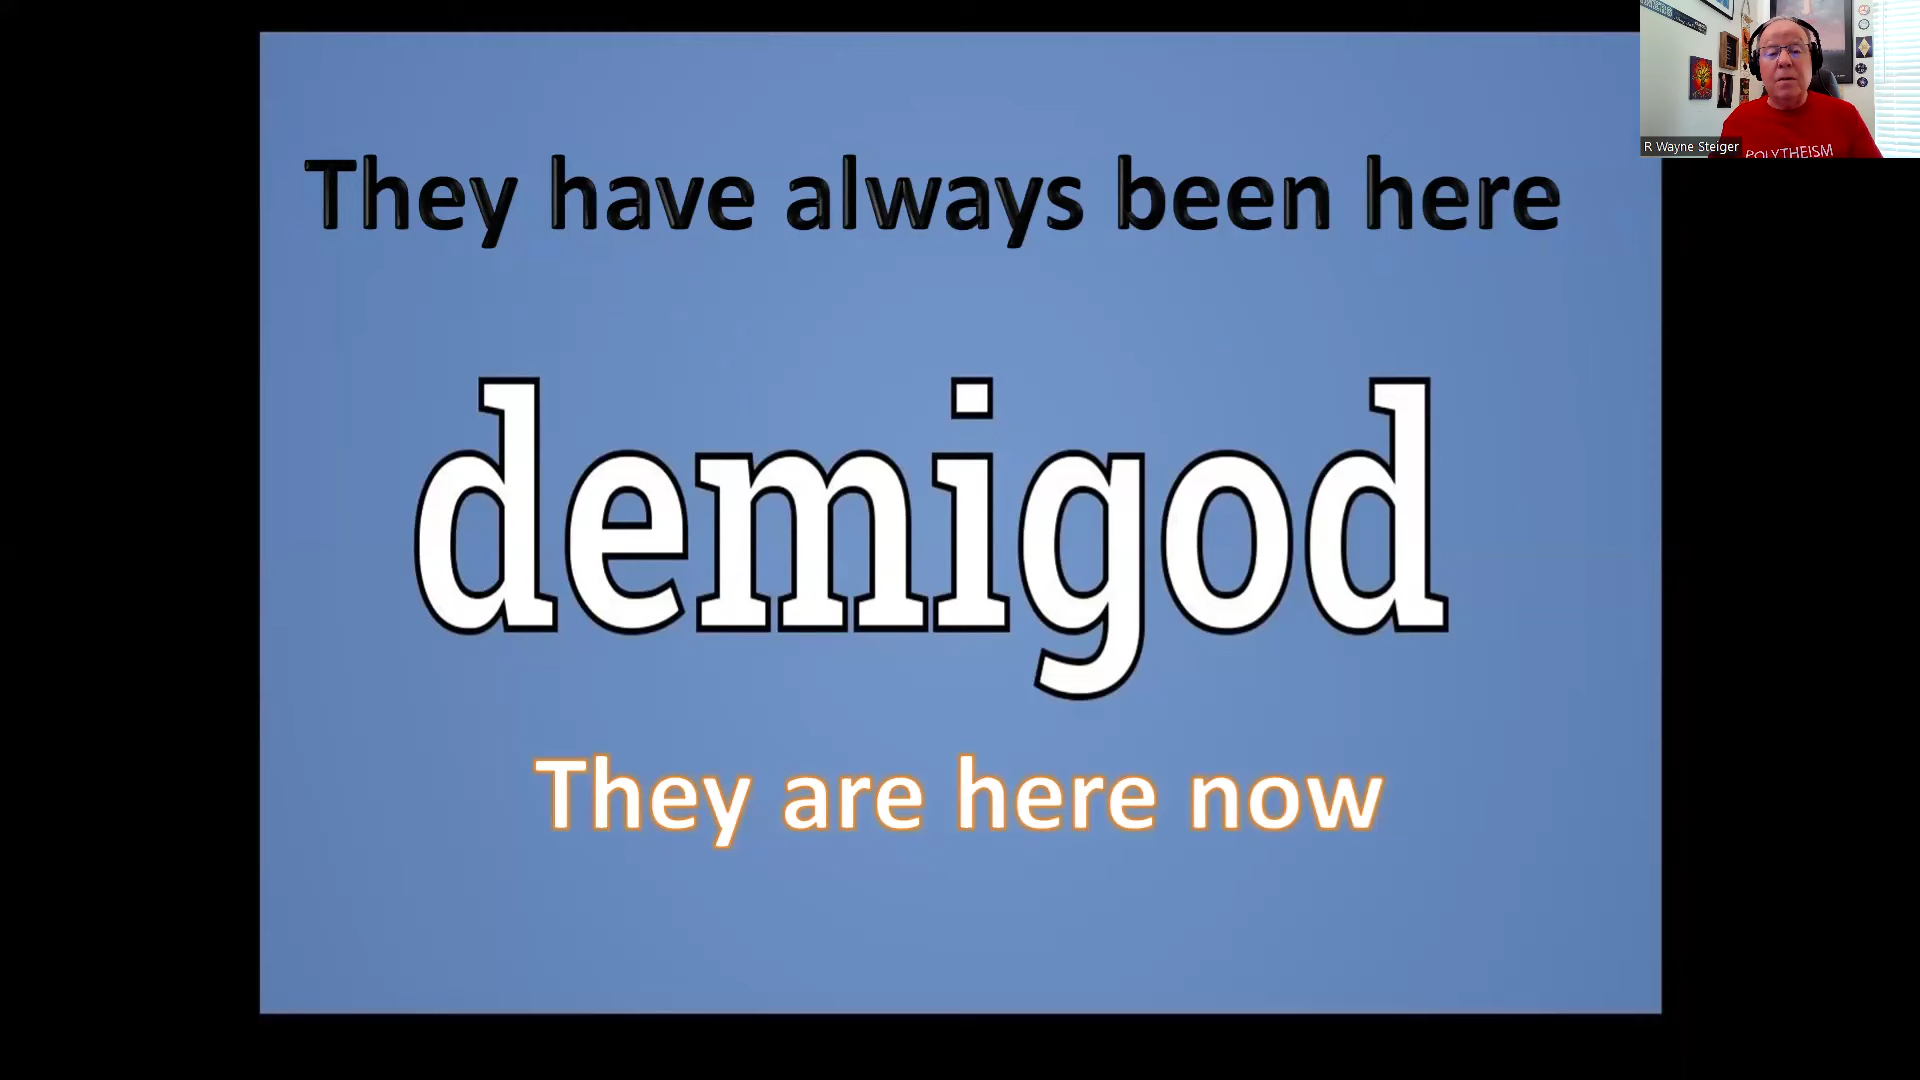 They have always been here
demigod
They are here now
R Wayne Steiger
POLYTHEISM